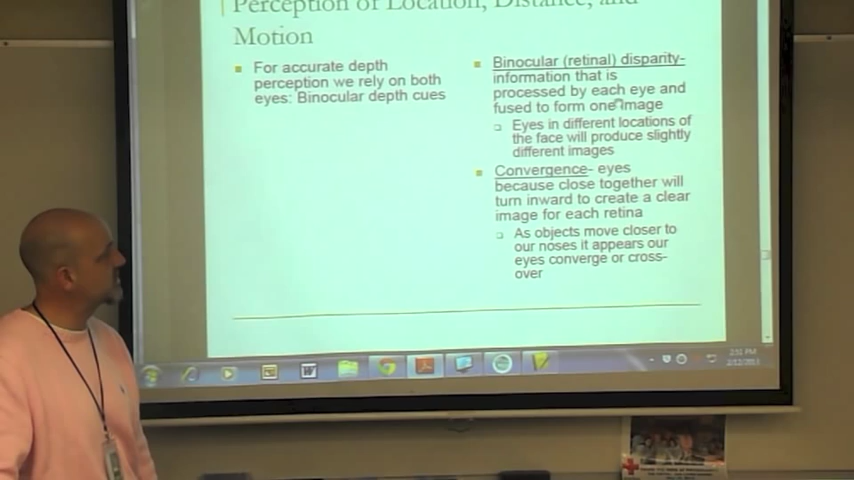 Perception of Location, Distance, and
Motion
For accurate depth
perception we rely on both
eyes: Binocular depth cues
Binocular (retinal) disparity-
information that is
processed by each eye and
fused to form one image
Eyes in different locations of
the face will produce slightly
different images
Convergence- eyes
because close together will
turn inward to create a clear
image for each retina
As objects move closer to
our noses it appears our
eyes converge or cross-
over
2:51 PM